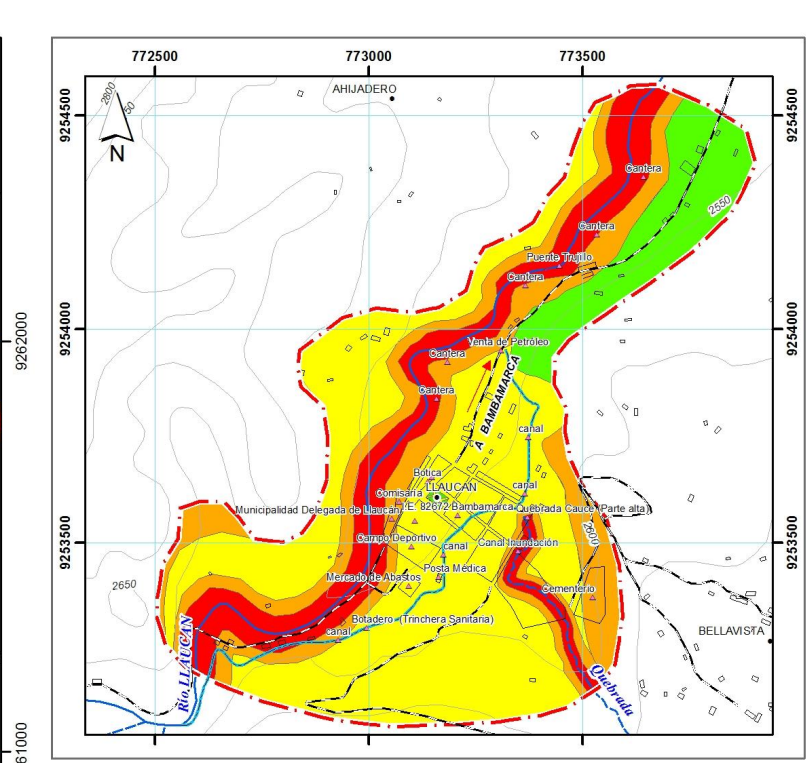 772500
773000
773500
2800
50
AHIJADERO
9254500
9254500
N
Cantera
2550
Cantera
Puente Trujillo
Cantera
9262000
9254000
9254000
Venta de Petróleo
Cantera
A BAMBAMARCA
Cantera
canal
Botica
LLAUCAN
canal
Comisaria
E: 82672 Bambamarca
Quebrada Cauce (Parte alta)
Municipalidad Delegada de Llaucan
9253500
9253500
2600
Campo Deportivo
canal
Canal Inundación
Posta Médica
Mercado de Abastos
2650
Cementerio
Botadero (Trinchera Sanitaria)
canal
BELLAVISTA
Río. LLAUCAN
Quebrada
61000